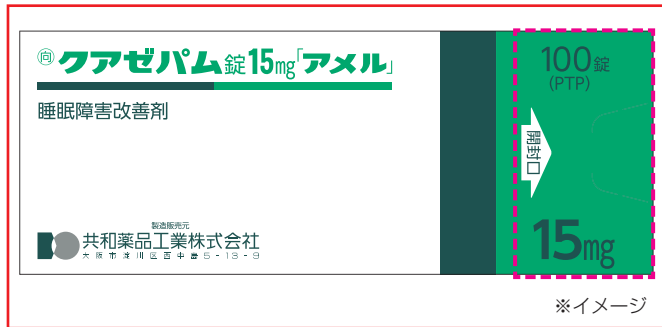 向クアゼパム錠15mg「アメル」
睡眠障害改善剤
製造販売元
共和薬品工業株式会社
大阪市淀川区西中島5-13-9
100錠
(PTP)
開封口
15mg
※イメージ